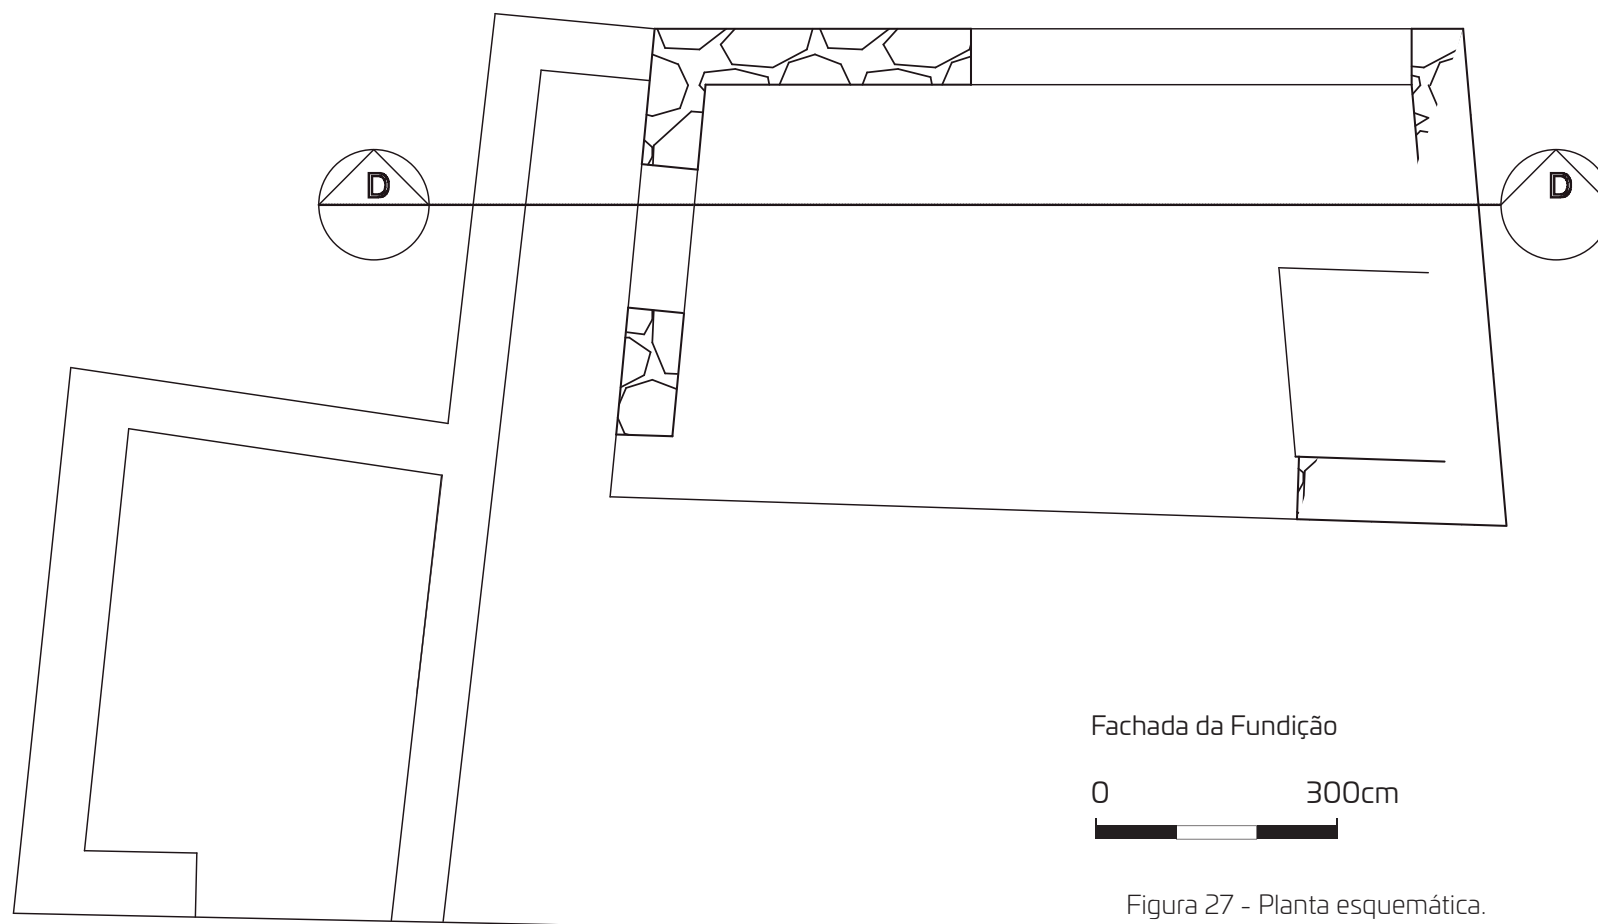 D
D
Fachada da Fundição
0 300cm
Figura 27 - Planta esquemática.